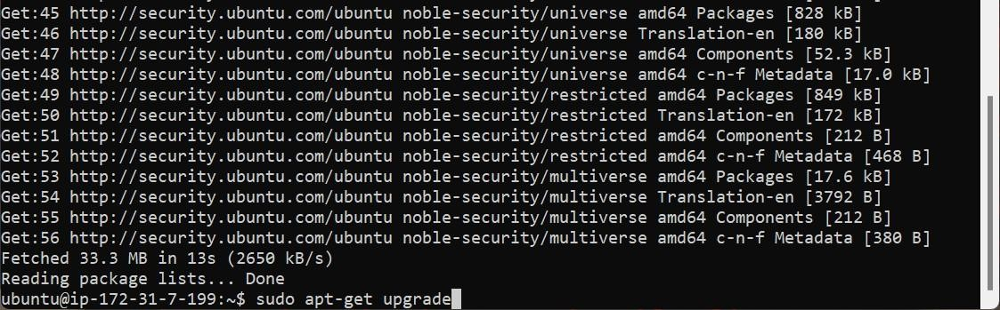 Get:45 http://security.ubuntu.com/ubuntu noble-security/universe amd64 Packages [828 kB]
Get:46 http://security.ubuntu.com/ubuntu noble-security/universe Translation-en [180 kB]
Get:47 http://security.ubuntu.com/ubuntu noble-security/universe amd64 Components [52.3 kB]
Get:48 http://security.ubuntu.com/ubuntu noble-security/universe amd64 c-n-f Metadata [17.0 kB]
Get:49 http://security.ubuntu.com/ubuntu noble-security/restricted amd64 Packages [849 kB]
Get:50 http://security.ubuntu.com/ubuntu noble-security/restricted Translation-en [172 kB]
Get:51 http://security.ubuntu.com/ubuntu noble-security/restricted amd64 Components [212 B]
Get:52 http://security.ubuntu.com/ubuntu noble-security/restricted amd64 c-n-f Metadata [468 B]
Get:53 http://security.ubuntu.com/ubuntu noble-security/multiverse amd64 Packages [17.6 kB]
Get:54 http://security.ubuntu.com/ubuntu noble-security/multiverse Translation-en [3792 B]
Get:55 http://security.ubuntu.com/ubuntu noble-security/multiverse amd64 Components [212 B]
Get:56 http://security.ubuntu.com/ubuntu noble-security/multiverse amd64 c-n-f Metadata [380 B]
Fetched 33.3 MB in 13s (2650 kB/s)
Reading package lists... Done
ubuntu@ip-172-31-7-199:~$ sudo apt-get upgrade